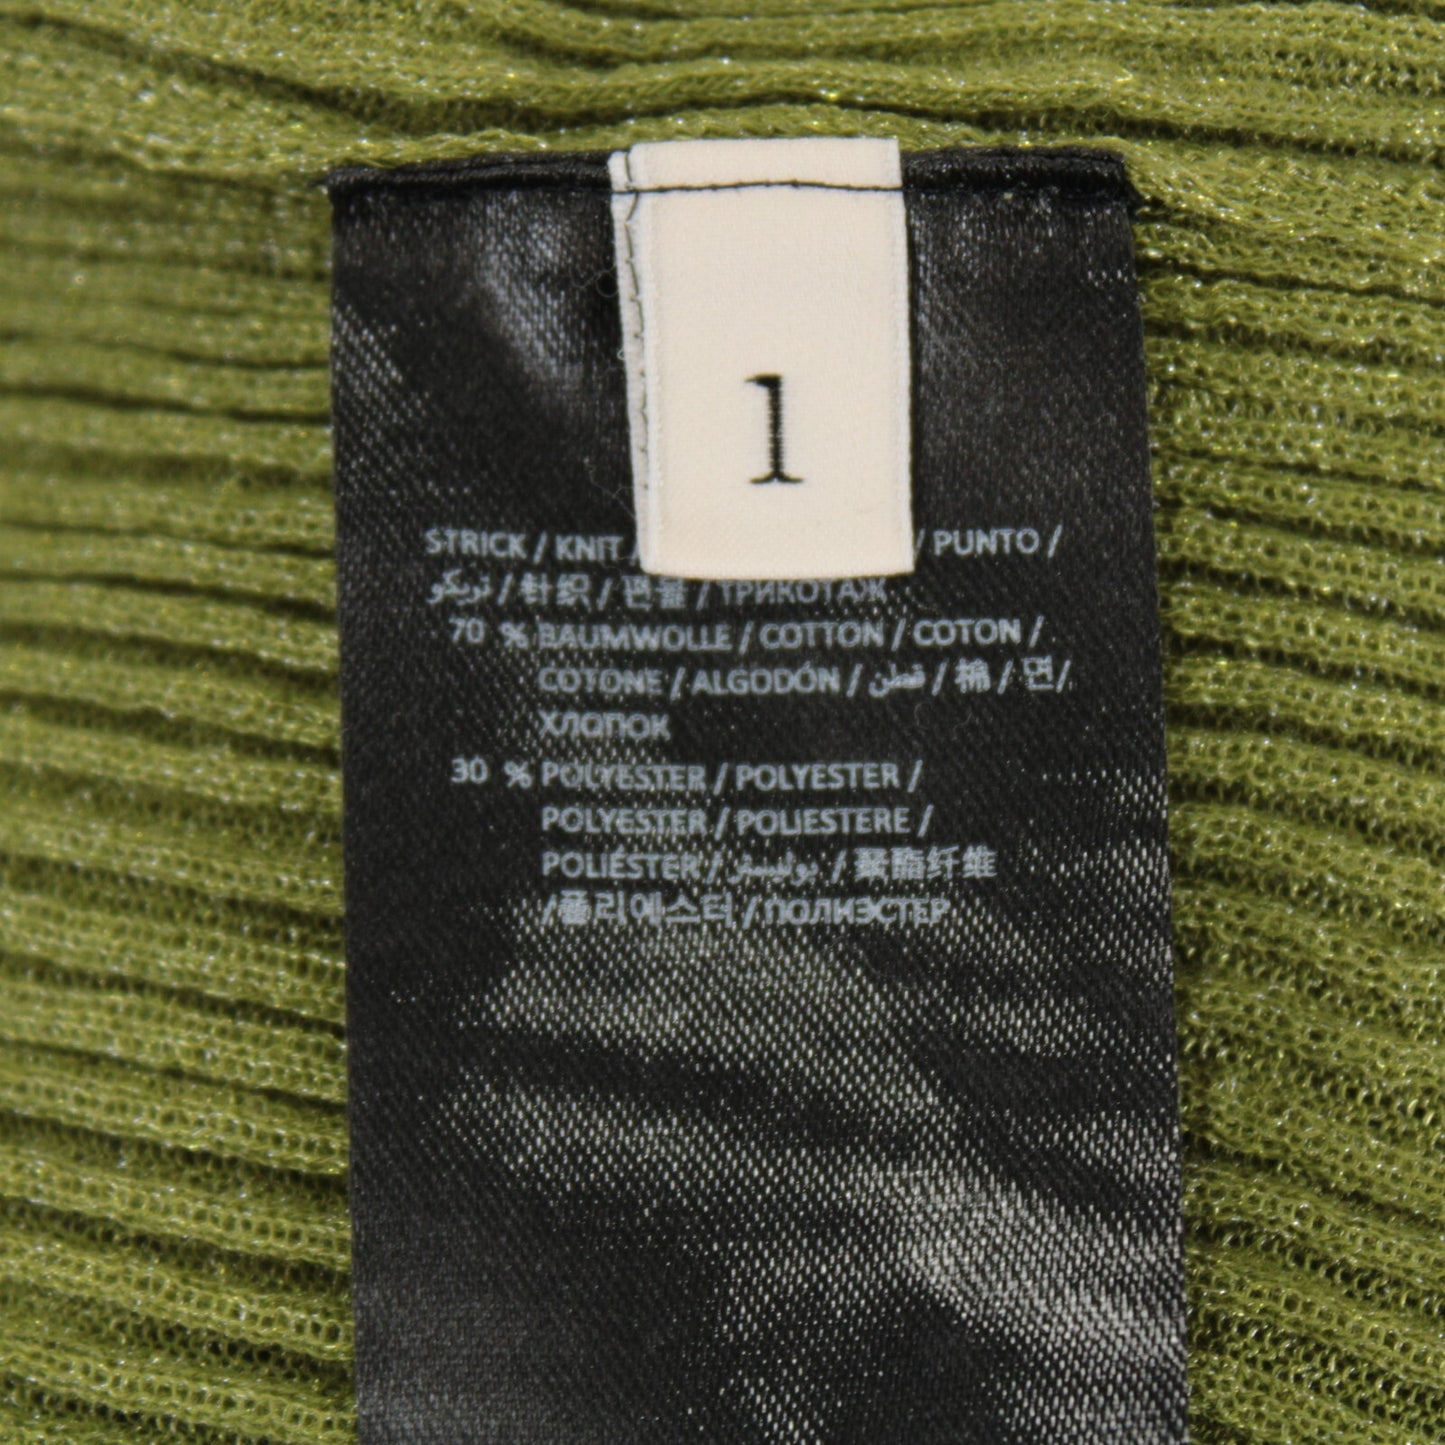 1
STRICK / KNIT / PUNTO /
تريكو / 针织 / 편물 / ТРИКОТАЖ
70 % BAUMWOLLE / COTTON / COTON /
COTONE / ALGODÓN / قطن / 棉 / 면/
ХЛОПОК
30 % POLYESTER / POLYESTER /
POLYESTER / POLIESTERE /
POLIÉSTER / بوليستر / 聚酯纤维
/폴리에스터 / ПОЛИЭСТЕР